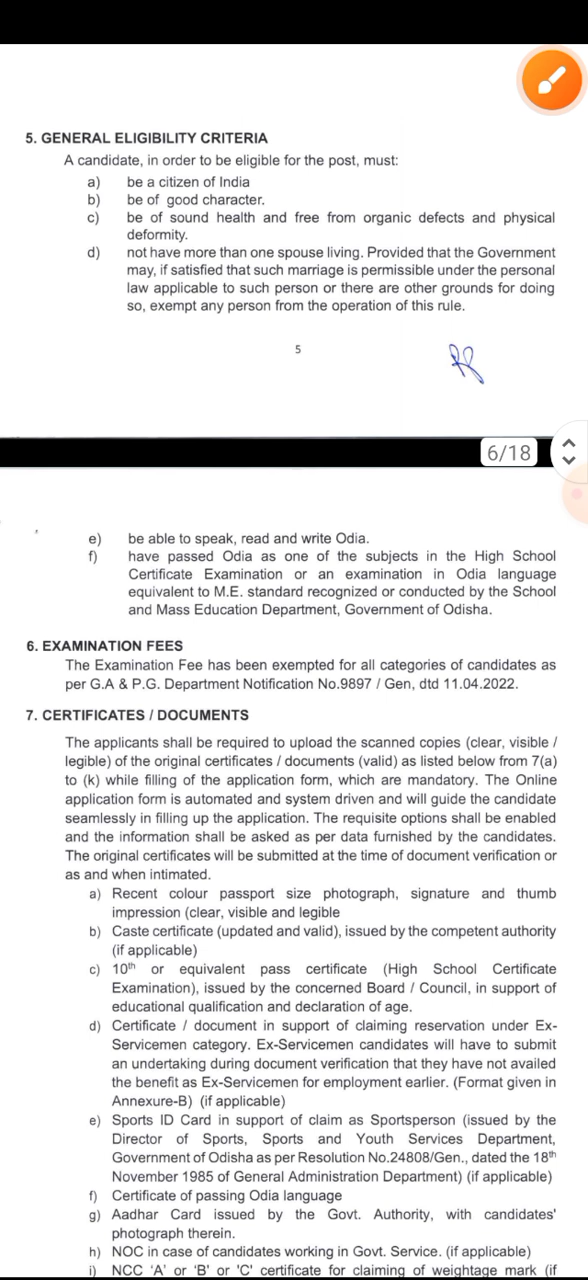 5. GENERAL ELIGIBILITY CRITERIA
A candidate, in order to be eligible for the post, must:
a) be a citizen of India
b) be of good character.
c) be of sound health and free from organic defects and physical
deformity.
d) not have more than one spouse living. Provided that the Government
may, if satisfied that such marriage is permissible under the personal
law applicable to such person or there are other grounds for doing
so, exempt any person from the operation of this rule.
5
6/18
e) be able to speak, read and write Odia.
f) have passed Odia as one of the subjects in the High School
Certificate Examination or an examination in Odia language
equivalent to M.E. standard recognized or conducted by the School
and Mass Education Department, Government of Odisha.
6. EXAMINATION FEES
The Examination Fee has been exempted for all categories of candidates as
per G.A & P.G. Department Notification No.9897 / Gen, dtd 11.04.2022.
7. CERTIFICATES / DOCUMENTS
The applicants shall be required to upload the scanned copies (clear, visible /
legible) of the original certificates / documents (valid) as listed below from 7(a)
to (k) while filling of the application form, which are mandatory. The Online
application form is automated and system driven and will guide the candidate
seamlessly in filling up the application. The requisite options shall be enabled
and the information shall be asked as per data furnished by the candidates.
The original certificates will be submitted at the time of document verification or
as and when intimated.
a) Recent colour passport size photograph, signature and thumb
impression (clear, visible and legible
b) Caste certificate (updated and valid), issued by the competent authority
(if applicable)
c) 10th or equivalent pass certificate (High School Certificate
Examination), issued by the concerned Board / Council, in support of
educational qualification and declaration of age.
d) Certificate / document in support of claiming reservation under Ex-
Servicemen category. Ex-Servicemen candidates will have to submit
an undertaking during document verification that they have not availed
the benefit as Ex-Servicemen for employment earlier. (Format given in
Annexure-B) (if applicable)
e) Sports ID Card in support of claim as Sportsperson (issued by the
Director of Sports, Sports and Youth Services Department,
Government of Odisha as per Resolution No.24808/Gen., dated the 18th
November 1985 of General Administration Department) (if applicable)
f) Certificate of passing Odia language
g) Aadhar Card issued by the Govt. Authority, with candidates'
photograph therein.
h) NOC in case of candidates working in Govt. Service. (if applicable)
i) NCC 'A' or 'B' or 'C' certificate for claiming of weightage mark (if